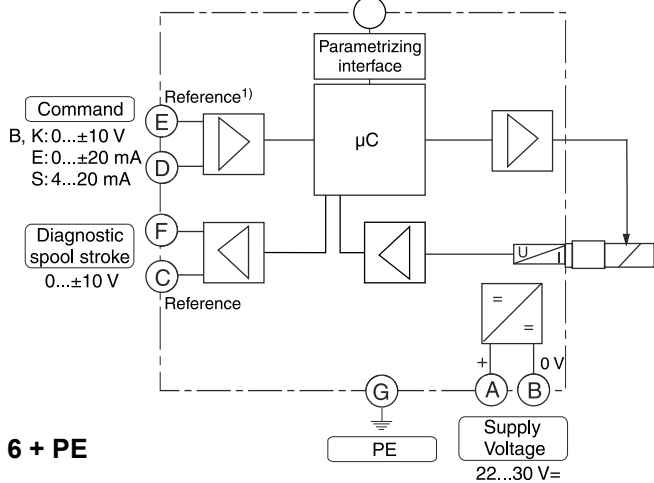 Parametrizing
interface
Command
Reference1)
B, K: 0...±10 V
E: 0...±20 mA
S: 4...20 mA
E
D
µC
Diagnostic
spool stroke
0...±10 V
F
C
Reference
U
I
=
=
+
0 V
G
A
B
6 + PE
PE
Supply
Voltage
22...30 V=